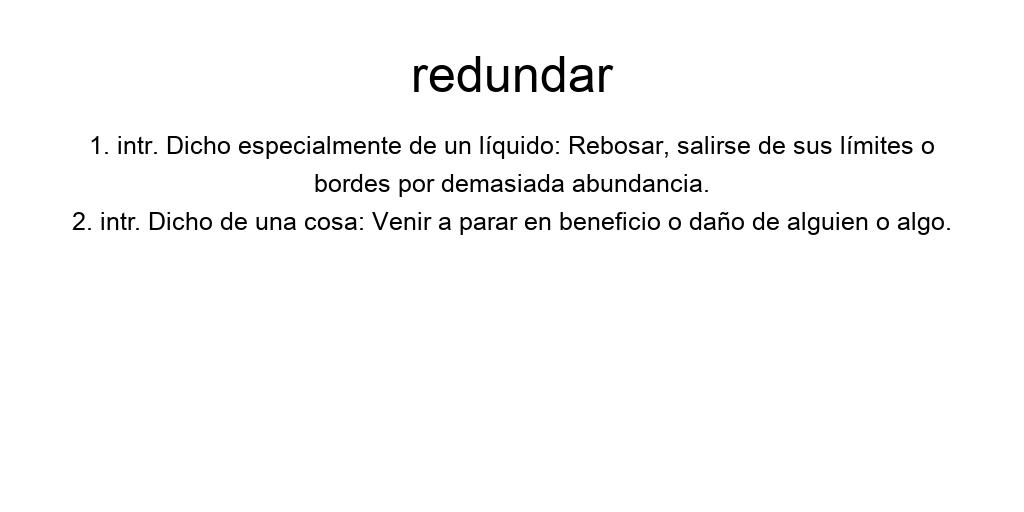 redundar
1. intr. Dicho especialmente de un líquido: Rebosar, salirse de sus límites o
bordes por demasiada abundancia.
2. intr. Dicho de una cosa: Venir a parar en beneficio o daño de alguien o algo.